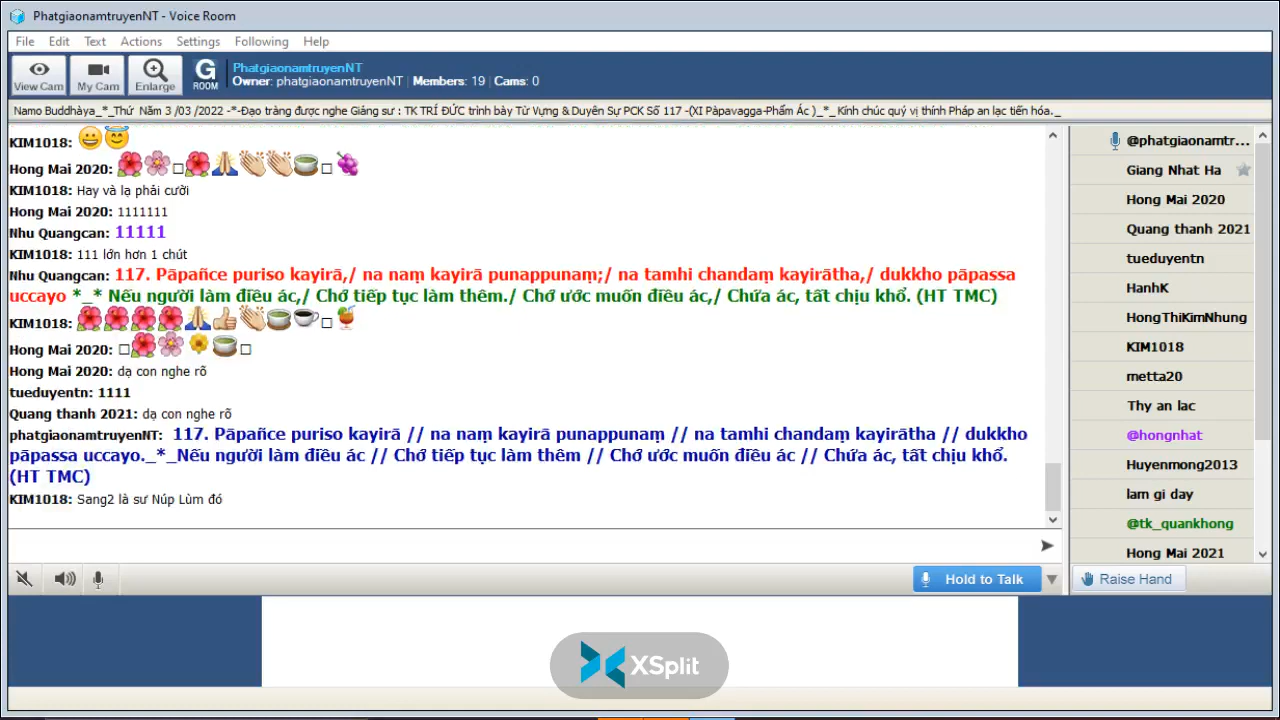 PhatgiaonamtruyenNT - Voice Room
File Edit Text Actions Settings Following Help
View Cam My Cam Enlarge G ROOM
PhatgiaonamtruyenNT
Owner: phatgiaonamtruyenNT | Members: 19 | Cams: 0
Namo Buddhàya_*_Thứ Năm 3 /03 /2022 -*-Đạo tràng được nghe Giảng sư : TK TRÍ ĐỨC trình bày Từ Vựng & Duyên Sự PCK Số 117 -(XI Pàpavagga-Phẩm Ác )_*_Kính chúc quý vị thính Pháp an lạc tiến hóa._
KIM1018:
Hong Mai 2020:
KIM1018: Hay và lạ phải cười
Hong Mai 2020: 1111111
Nhu Quangcan: 11111
KIM1018: 111 lớn hơn 1 chút
Nhu Quangcan: 117. Pāpañce puriso kayirā,/ na naṃ kayirā punappunaṃ;/ na tamhi chandaṃ kayirātha,/ dukkho pāpassa
uccayo *_* Nếu người làm điều ác,/ Chớ tiếp tục làm thêm./ Chớ ước muốn điều ác,/ Chứa ác, tất chịu khổ. (HT TMC)
KIM1018:
Hong Mai 2020:
Hong Mai 2020: dạ con nghe rõ
tueduyentn: 1111
Quang thanh 2021: dạ con nghe rõ
phatgiaonamtruyenNT: 117. Pāpañce puriso kayirā // na naṃ kayirā punappunaṃ // na tamhi chandaṃ kayirātha // dukkho
pāpassa uccayo._*_Nếu người làm điều ác // Chớ tiếp tục làm thêm // Chớ ước muốn điều ác // Chứa ác, tất chịu khổ.
(HT TMC)
KIM1018: Sang2 là sư Núp Lùm đó
@phatgiaonamtr...
Giang Nhat Ha
Hong Mai 2020
Quang thanh 2021
tueduyentn
HanhK
HongThiKimNhung
KIM1018
metta20
Thy an lac
@hongnhat
Huyenmong2013
lam gi day
@tk_quankhong
Hong Mai 2021
Hold to Talk
Raise Hand
XSplit